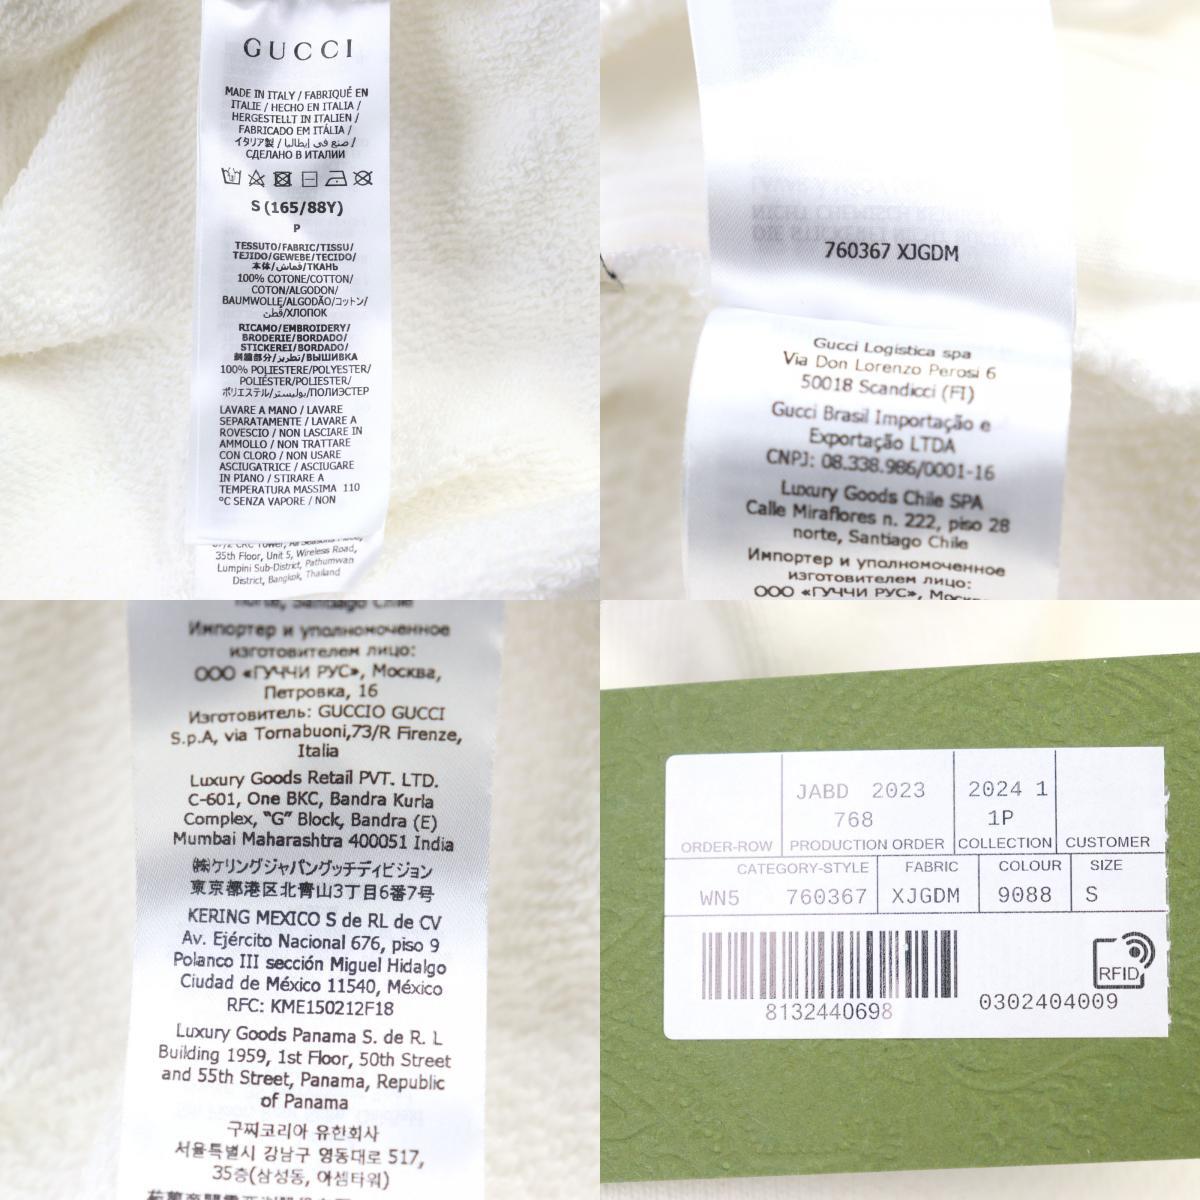 GUCCI
MADE IN ITALY / FABRIQUÉ EN
ITALIE / HECHO EN ITALIA /
HERGESTELLT IN ITALIEN /
FABRICADO EM ITÁLIA /
イタリア製 / صنع في إيطاليا /
СДЕЛАНО В ИТАЛИИ
S (165/88Y)
P
TESSUTO/FABRIC/TISSU/
TEJIDO/GEWEBE/TECIDO/
本体/قماش/ТКАНЬ
100% COTONE/COTTON/
COTON/ALGODON/
BAUMWOLLE/ALGODÃO/コットン/
قطن/ХЛОПОК
RICAMO/EMBROIDERY/
BRODERIE/BORDADO/
STICKEREI/BORDADO/
刺繍部分/تطريز/ВЫШИВКА
100% POLIESTERE/POLYESTER/
POLIÉSTER/POLIESTER/
ポリエステル/بوليستر/ПОЛИЭСТЕР
LAVARE A MANO / LAVARE
SEPARATAMENTE / LAVARE A
ROVESCIO / NON LASCIARE IN
AMMOLLO / NON TRATTARE
CON CLORO / NON USARE
ASCIUGATRICE / ASCIUGARE
IN PIANO / STIRARE A
TEMPERATURA MASSIMA 110
°C SENZA VAPORE / NON
35th Floor, Unit 5, Wireless Road,
Lumpini Sub-District, Pathumwan
District, Bangkok, Thailand
760367 XJGDM
Gucci Logistica spa
Via Don Lorenzo Perosi 6
50018 Scandicci (FI)
Gucci Brasil Importação e
Exportação LTDA
CNPJ: 08.338.986/0001-16
Luxury Goods Chile SPA
Calle Miraflores n. 222, piso 28
norte, Santiago Chile
Импортер и уполномоченное
изготовителем лицо:
ООО «ГУЧЧИ РУС», Москва,
norte, Santiago Chile
Импортер и уполномоченное
изготовителем лицо:
ООО «ГУЧЧИ РУС», Москва,
Петровка, 16
Изготовитель: GUCCIO GUCCI
S.p.A, via Tornabuoni,73/R Firenze,
Italia
Luxury Goods Retail PVT. LTD.
C-601, One BKC, Bandra Kurla
Complex, "G" Block, Bandra (E)
Mumbai Maharashtra 400051 India
㈱ケリングジャパングッチディビジョン
東京都港区北青山3丁目6番7号
KERING MEXICO S de RL de CV
Av. Ejército Nacional 676, piso 9
Polanco III sección Miguel Hidalgo
Ciudad de México 11540, México
RFC: KME150212F18
Luxury Goods Panama S. de R. L
Building 1959, 1st Floor, 50th Street
and 55th Street, Panama, Republic
of Panama
구찌코리아 유한회사
서울특별시 강남구 영동대로 517,
35층(삼성동, 아셈타워)
JABD 2023 2024 1
768 1P
ORDER-ROW PRODUCTION ORDER COLLECTION CUSTOMER
CATEGORY-STYLE FABRIC COLOUR SIZE
WN5 760367 XJGDM 9088 S
RFID
8132440698
0302404009